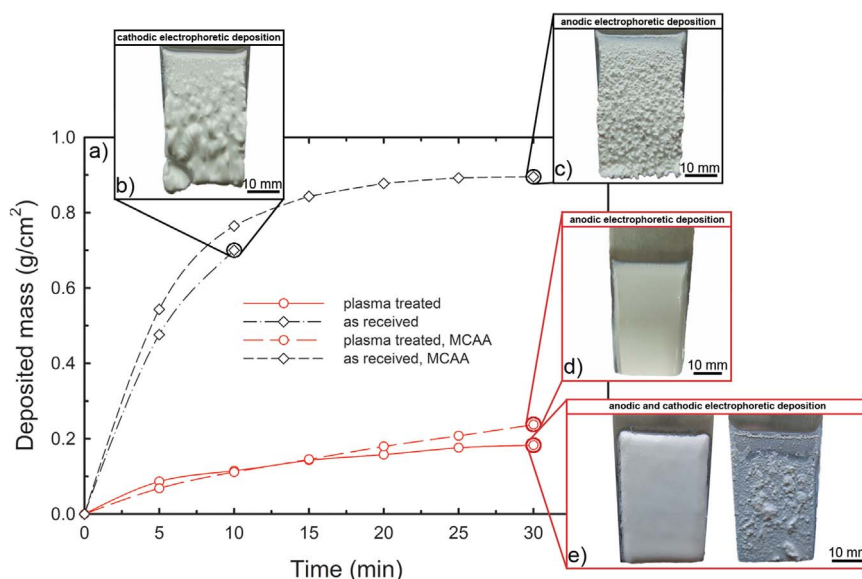 cathodic electrophoretic deposition
10 mm
b)
anodic electrophoretic deposition
10 mm
c)
a)
1.0
0.8
0.6
0.4
0.2
0.0
Deposited mass (g/cm²)
plasma treated
as received
plasma treated, MCAA
as received, MCAA
anodic electrophoretic deposition
10 mm
d)
anodic and cathodic electrophoretic deposition
10 mm
e)
0 5 10 15 20 25 30
Time (min)